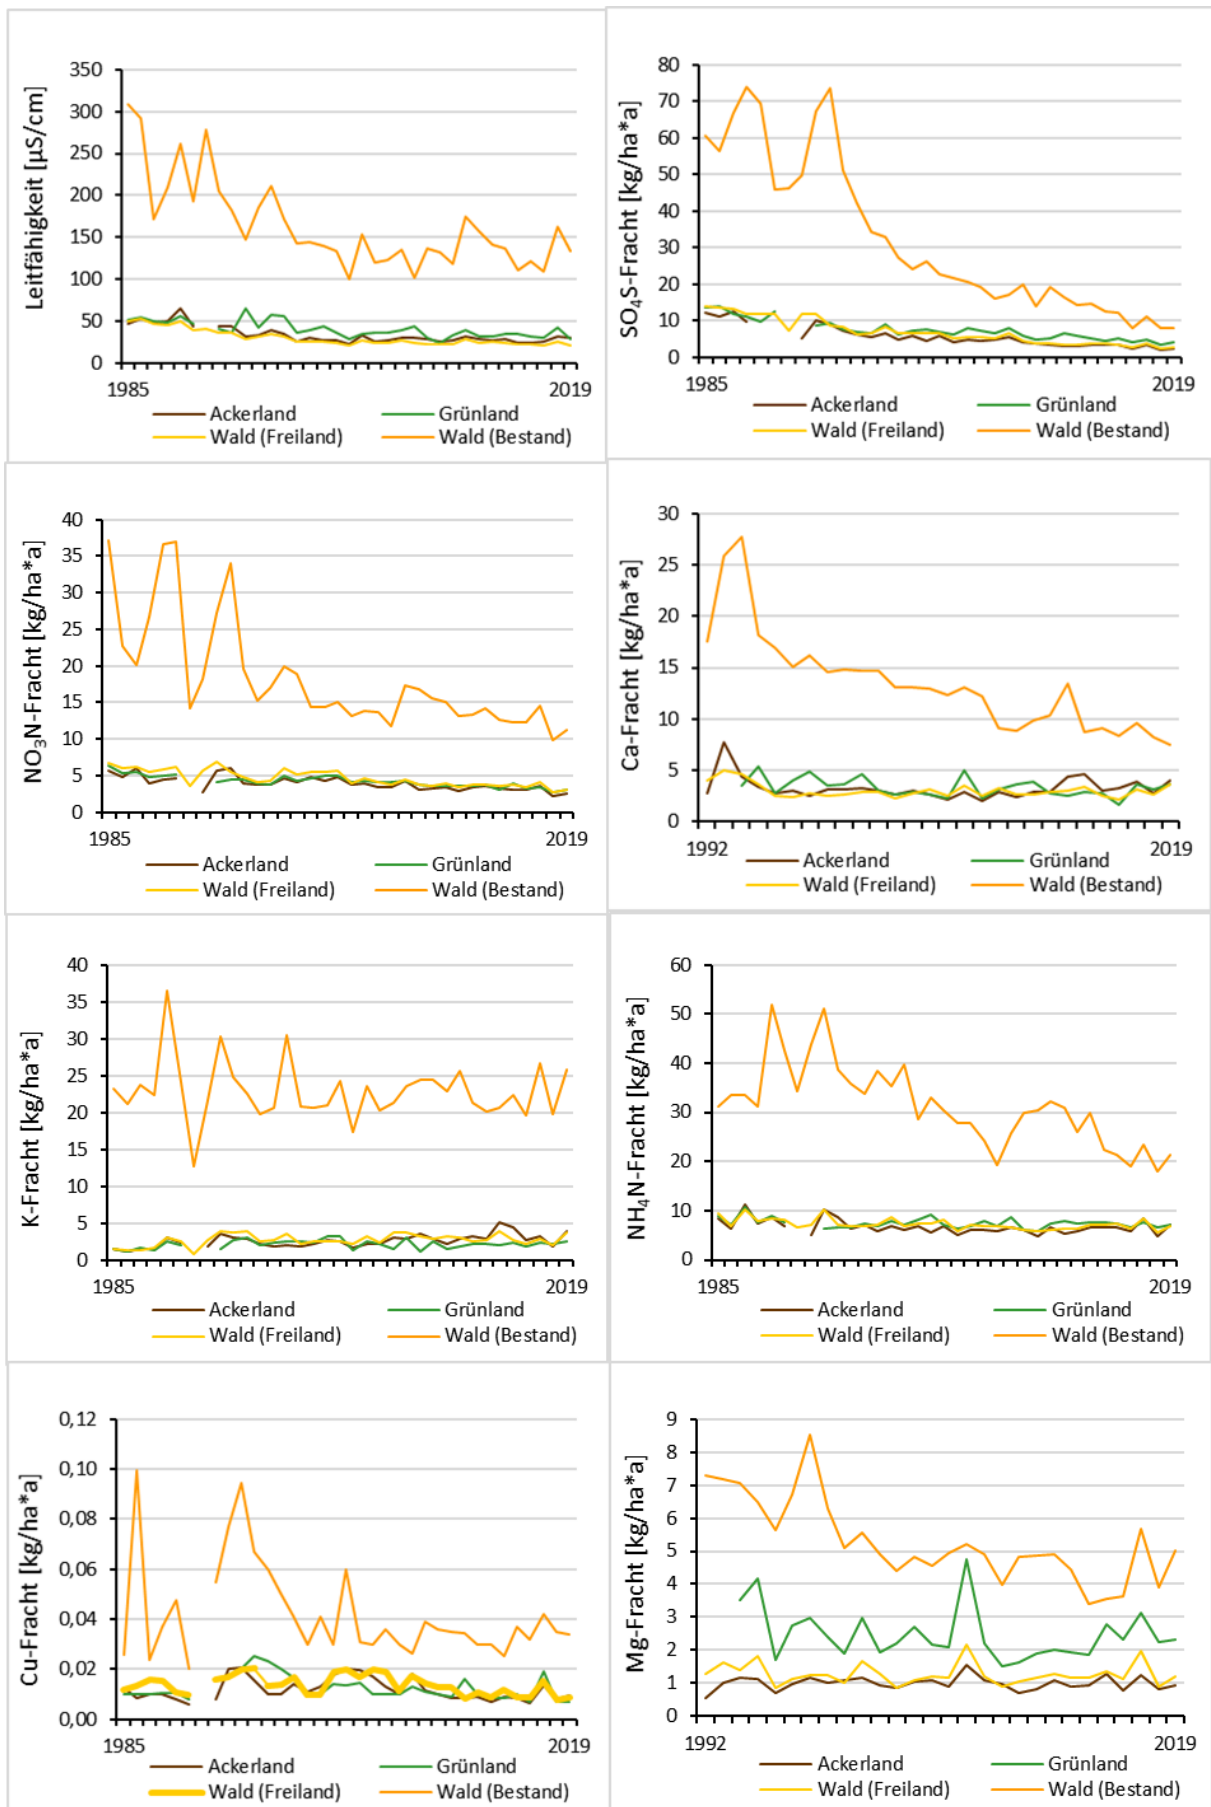 Leitfähigkeit [µS/cm]
350
300
250
200
150
100
50
0
1985
2019
Ackerland
Grünland
Wald (Freiland)
Wald (Bestand)
SO₄S-Fracht [kg/ha*a]
80
70
60
50
40
30
20
10
0
1985
2019
Ackerland
Grünland
Wald (Freiland)
Wald (Bestand)
NO₃N-Fracht [kg/ha*a]
40
35
30
25
20
15
10
5
0
1985
2019
Ackerland
Grünland
Wald (Freiland)
Wald (Bestand)
Ca-Fracht [kg/ha*a]
30
25
20
15
10
5
0
1992
2019
Ackerland
Grünland
Wald (Freiland)
Wald (Bestand)
K-Fracht [kg/ha*a]
40
35
30
25
20
15
10
5
0
1985
2019
Ackerland
Grünland
Wald (Freiland)
Wald (Bestand)
NH₄N-Fracht [kg/ha*a]
60
50
40
30
20
10
0
1985
2019
Ackerland
Grünland
Wald (Freiland)
Wald (Bestand)
Cu-Fracht [kg/ha*a]
0,12
0,10
0,08
0,06
0,04
0,02
0,00
1985
2019
Ackerland
Grünland
Wald (Freiland)
Wald (Bestand)
Mg-Fracht [kg/ha*a]
9
8
7
6
5
4
3
2
1
0
1992
2019
Ackerland
Grünland
Wald (Freiland)
Wald (Bestand)